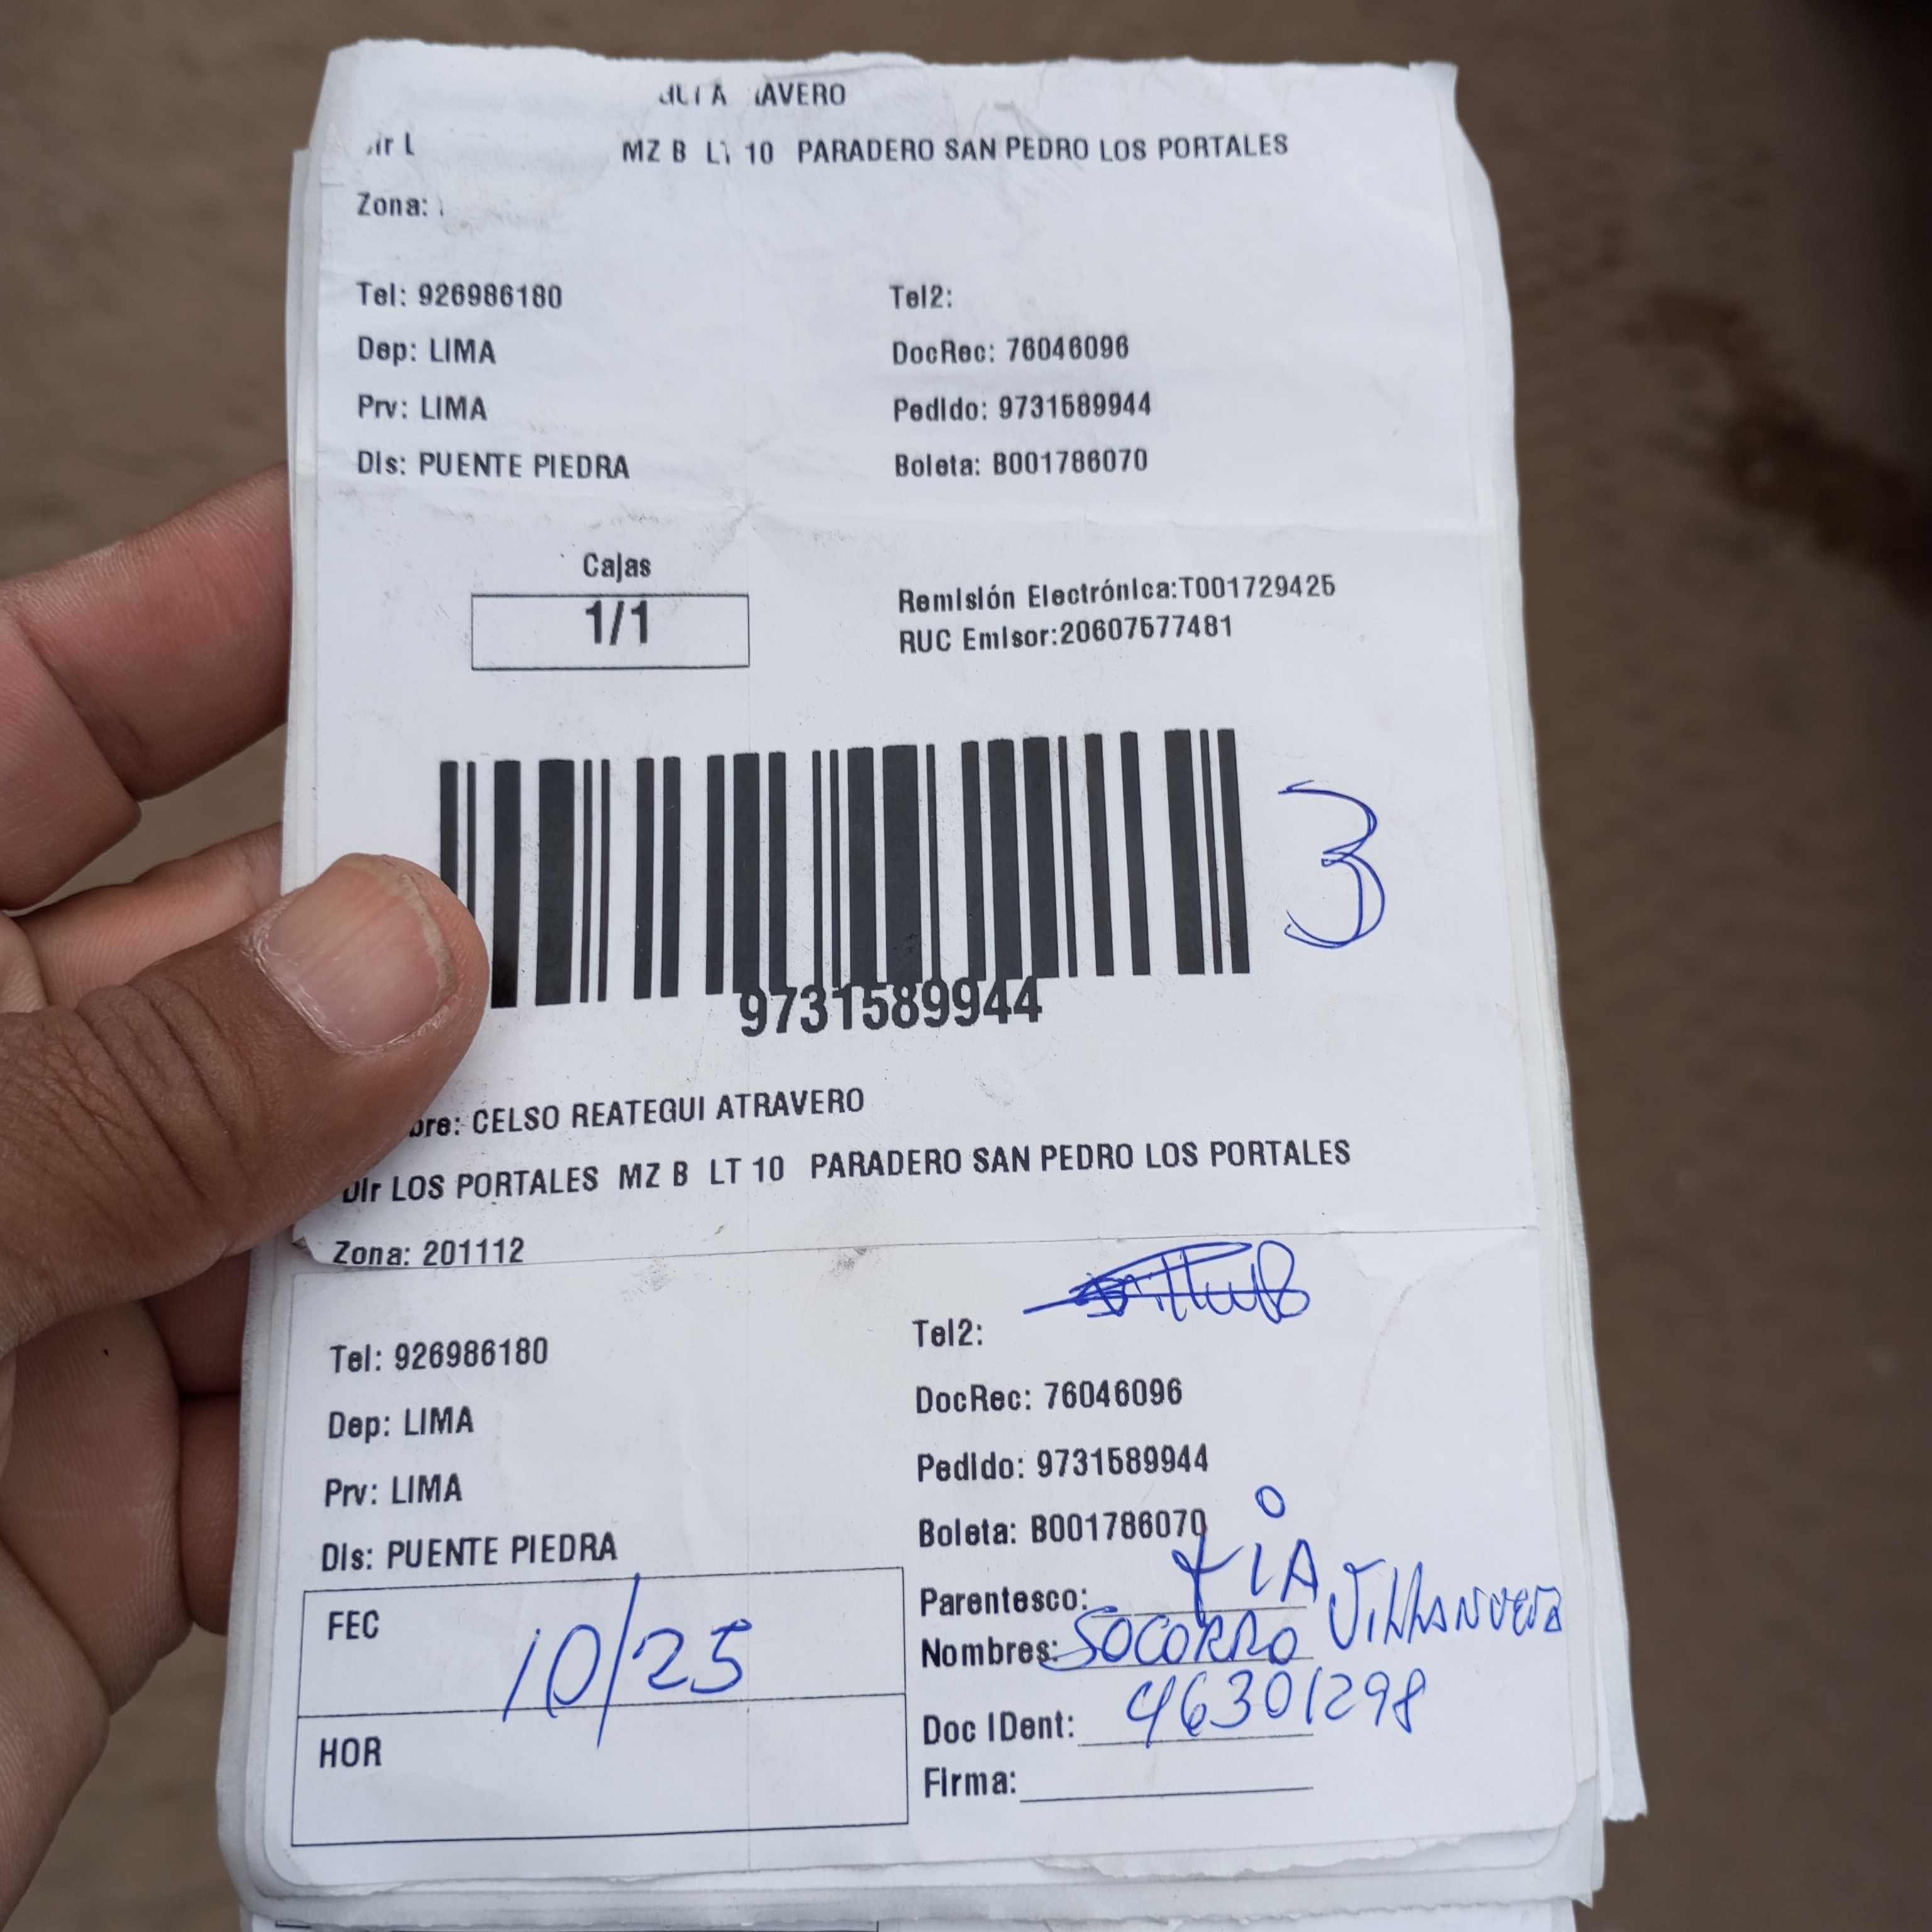 AVERO
MZ B LT 10 PARADERO SAN PEDRO LOS PORTALES
Zona:
Tel: 926986180 Tel2:
Dep: LIMA DocRec: 76046096
Prv: LIMA Pedido: 9731589944
Dis: PUENTE PIEDRA Boleta: B001786070
Cajas
1/1
Remisión Electrónica:T001729425
RUC Emisor:20607577481
3
9731589944
bre: CELSO REATEGUI ATRAVERO
Dir LOS PORTALES MZ B LT 10 PARADERO SAN PEDRO LOS PORTALES
Zona: 201112
Tel: 926986180 Tel2:
Dep: LIMA DocRec: 76046096
Prv: LIMA Pedido: 9731589944
Dis: PUENTE PIEDRA Boleta: B001786070
FEC 10/25
HOR
Parentesco: tiA
Nombres: SOCORRO VILLANUEVA
Doc IDent: 46301298
Firma: